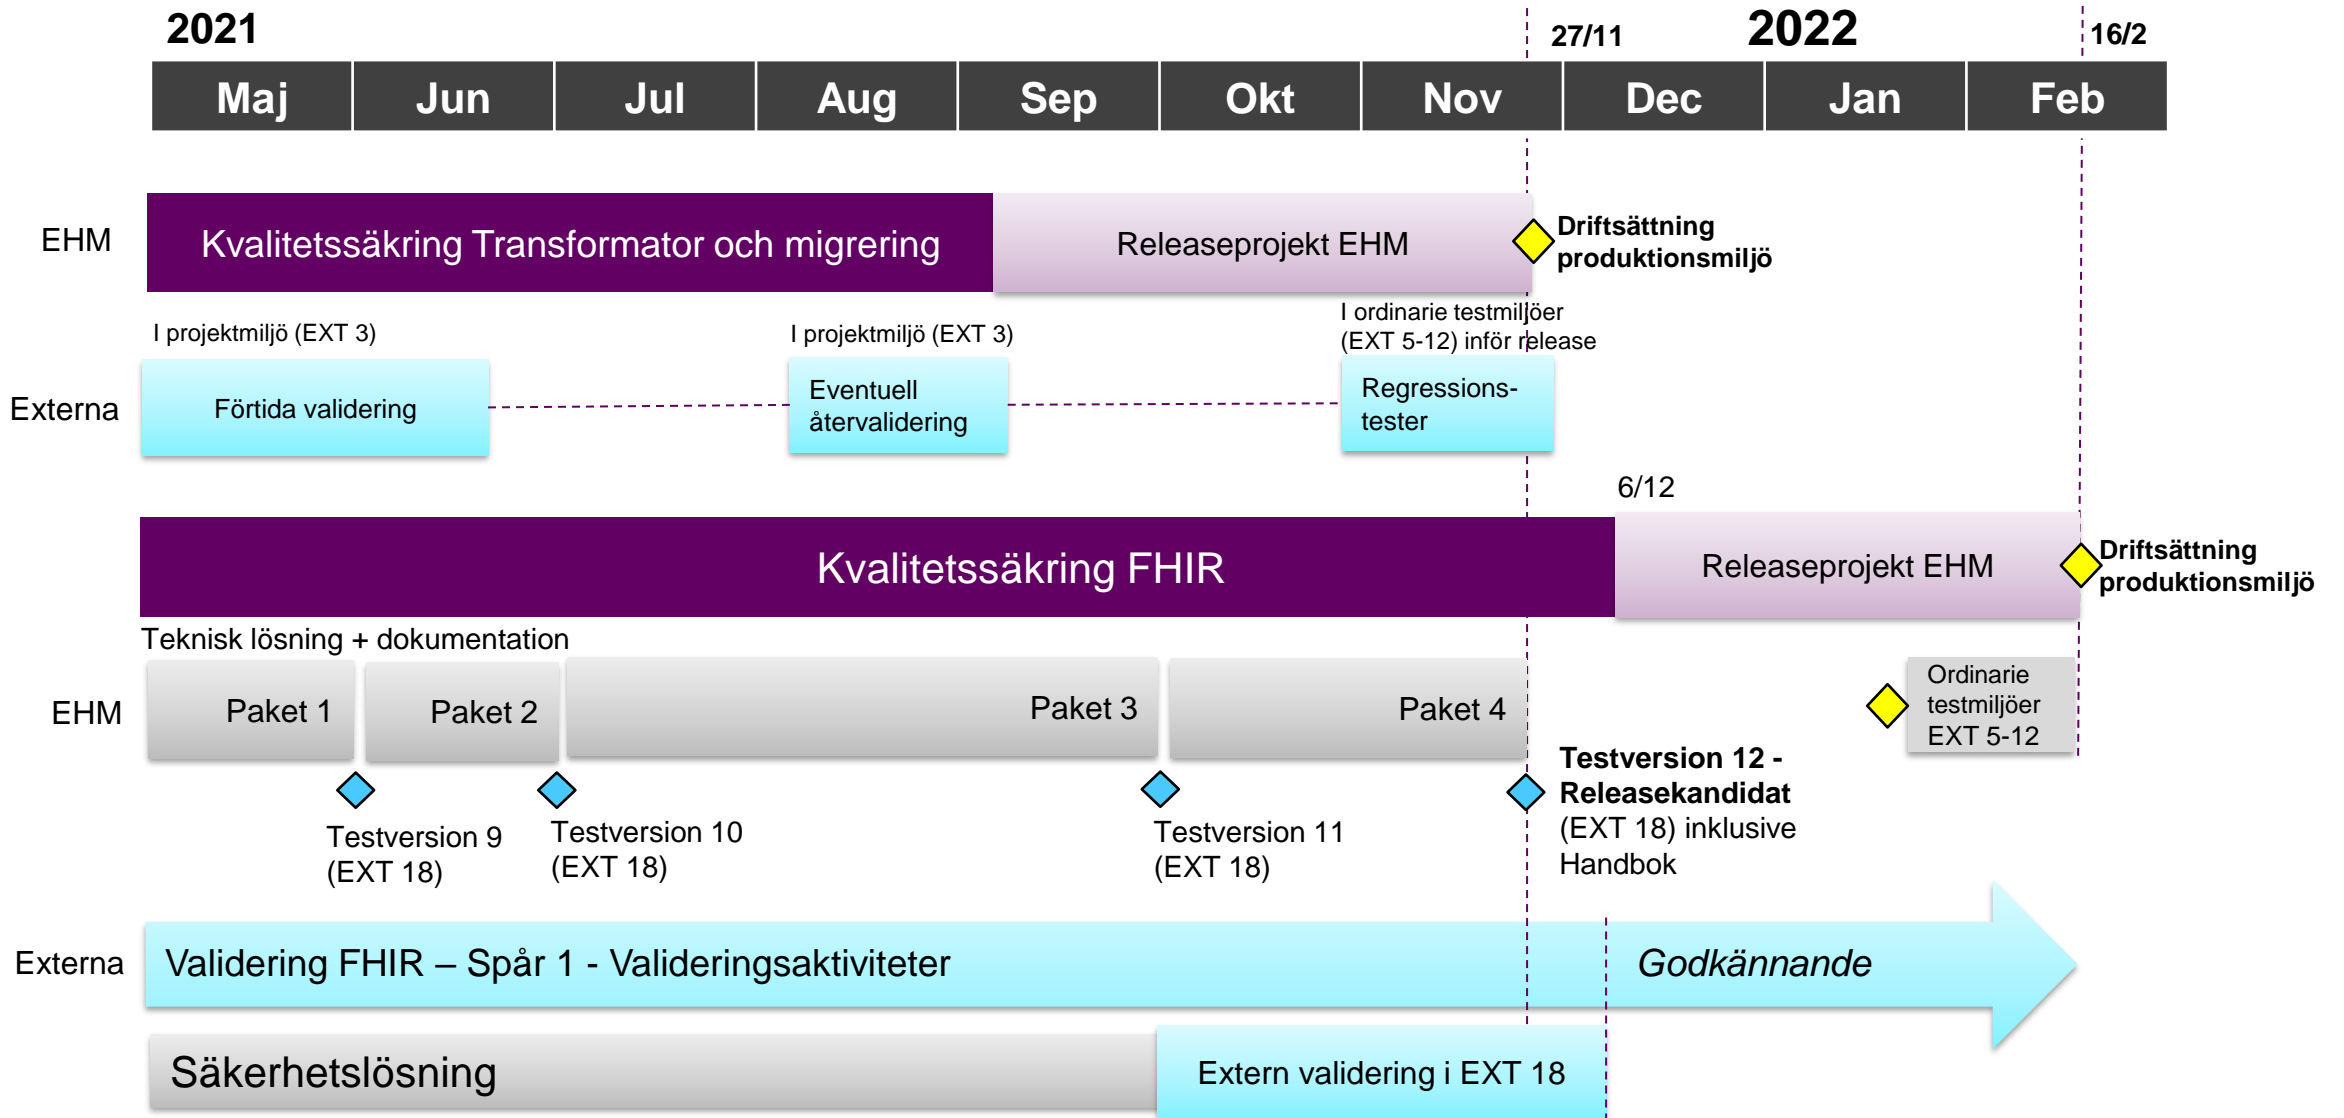 2021
27/11
2022
16/2
Maj
Jun
Jul
Aug
Sep
Okt
Nov
Dec
Jan
Feb
EHM
Kvalitetssäkring Transformator och migrering
Releaseprojekt EHM
Driftsättning
produktionsmiljö
I projektmiljö (EXT 3)
I projektmiljö (EXT 3)
I ordinarie testmiljöer
(EXT 5-12) inför release
Externa
Förtida validering
Eventuell
återvalidering
Regressions-
tester
6/12
Kvalitetssäkring FHIR
Releaseprojekt EHM
Driftsättning
produktionsmiljö
Teknisk lösning + dokumentation
EHM
Paket 1
Paket 2
Paket 3
Paket 4
Ordinarie
testmiljöer
EXT 5-12
Testversion 9
(EXT 18)
Testversion 10
(EXT 18)
Testversion 11
(EXT 18)
Testversion 12 -
Releasekandidat
(EXT 18) inklusive
Handbok
Externa
Validering FHIR – Spår 1 - Valideringsaktiviteter
Godkännande
Säkerhetslösning
Extern validering i EXT 18